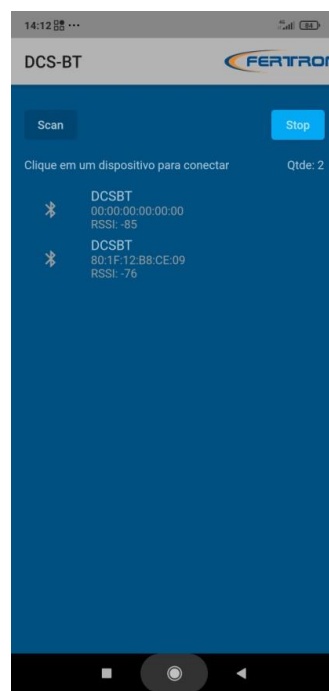 14:12
84
DCS-BT
FERTRON
Scan
Stop
Clique em um dispositivo para conectar
Qtde: 2
DCSBT
00:00:00:00:00:00
RSSI: -85
DCSBT
80:1F:12:B8:CE:09
RSSI: -76